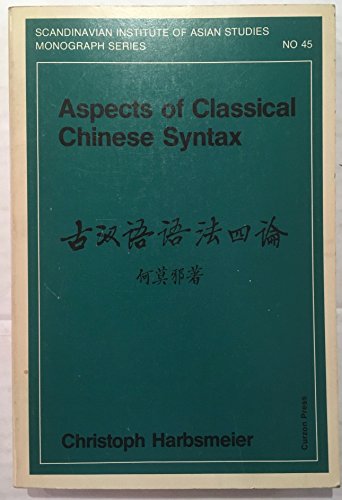 SCANDINAVIAN INSTITUTE OF ASIAN STUDIES
MONOGRAPH SERIES NO 45
Aspects of Classical
Chinese Syntax
古汉语语法四論
何莫邪著
Christoph Harbsmeier
Curzon Press